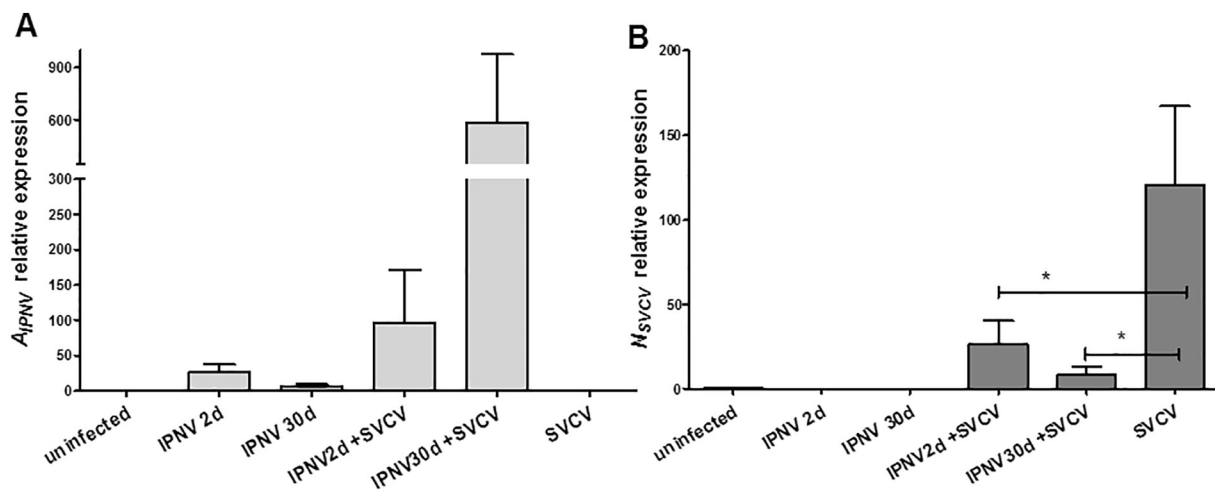 A
A_IPNV relative expression
900
600
300
250
200
150
100
50
0
uninfected
IPNV 2d
IPNV 30d
IPNV2d +SVCV
IPNV30d +SVCV
SVCV
B
N_SVCV relative expression
200
150
100
50
0
*
*
uninfected
IPNV 2d
IPNV 30d
IPNV2d +SVCV
IPNV30d +SVCV
SVCV